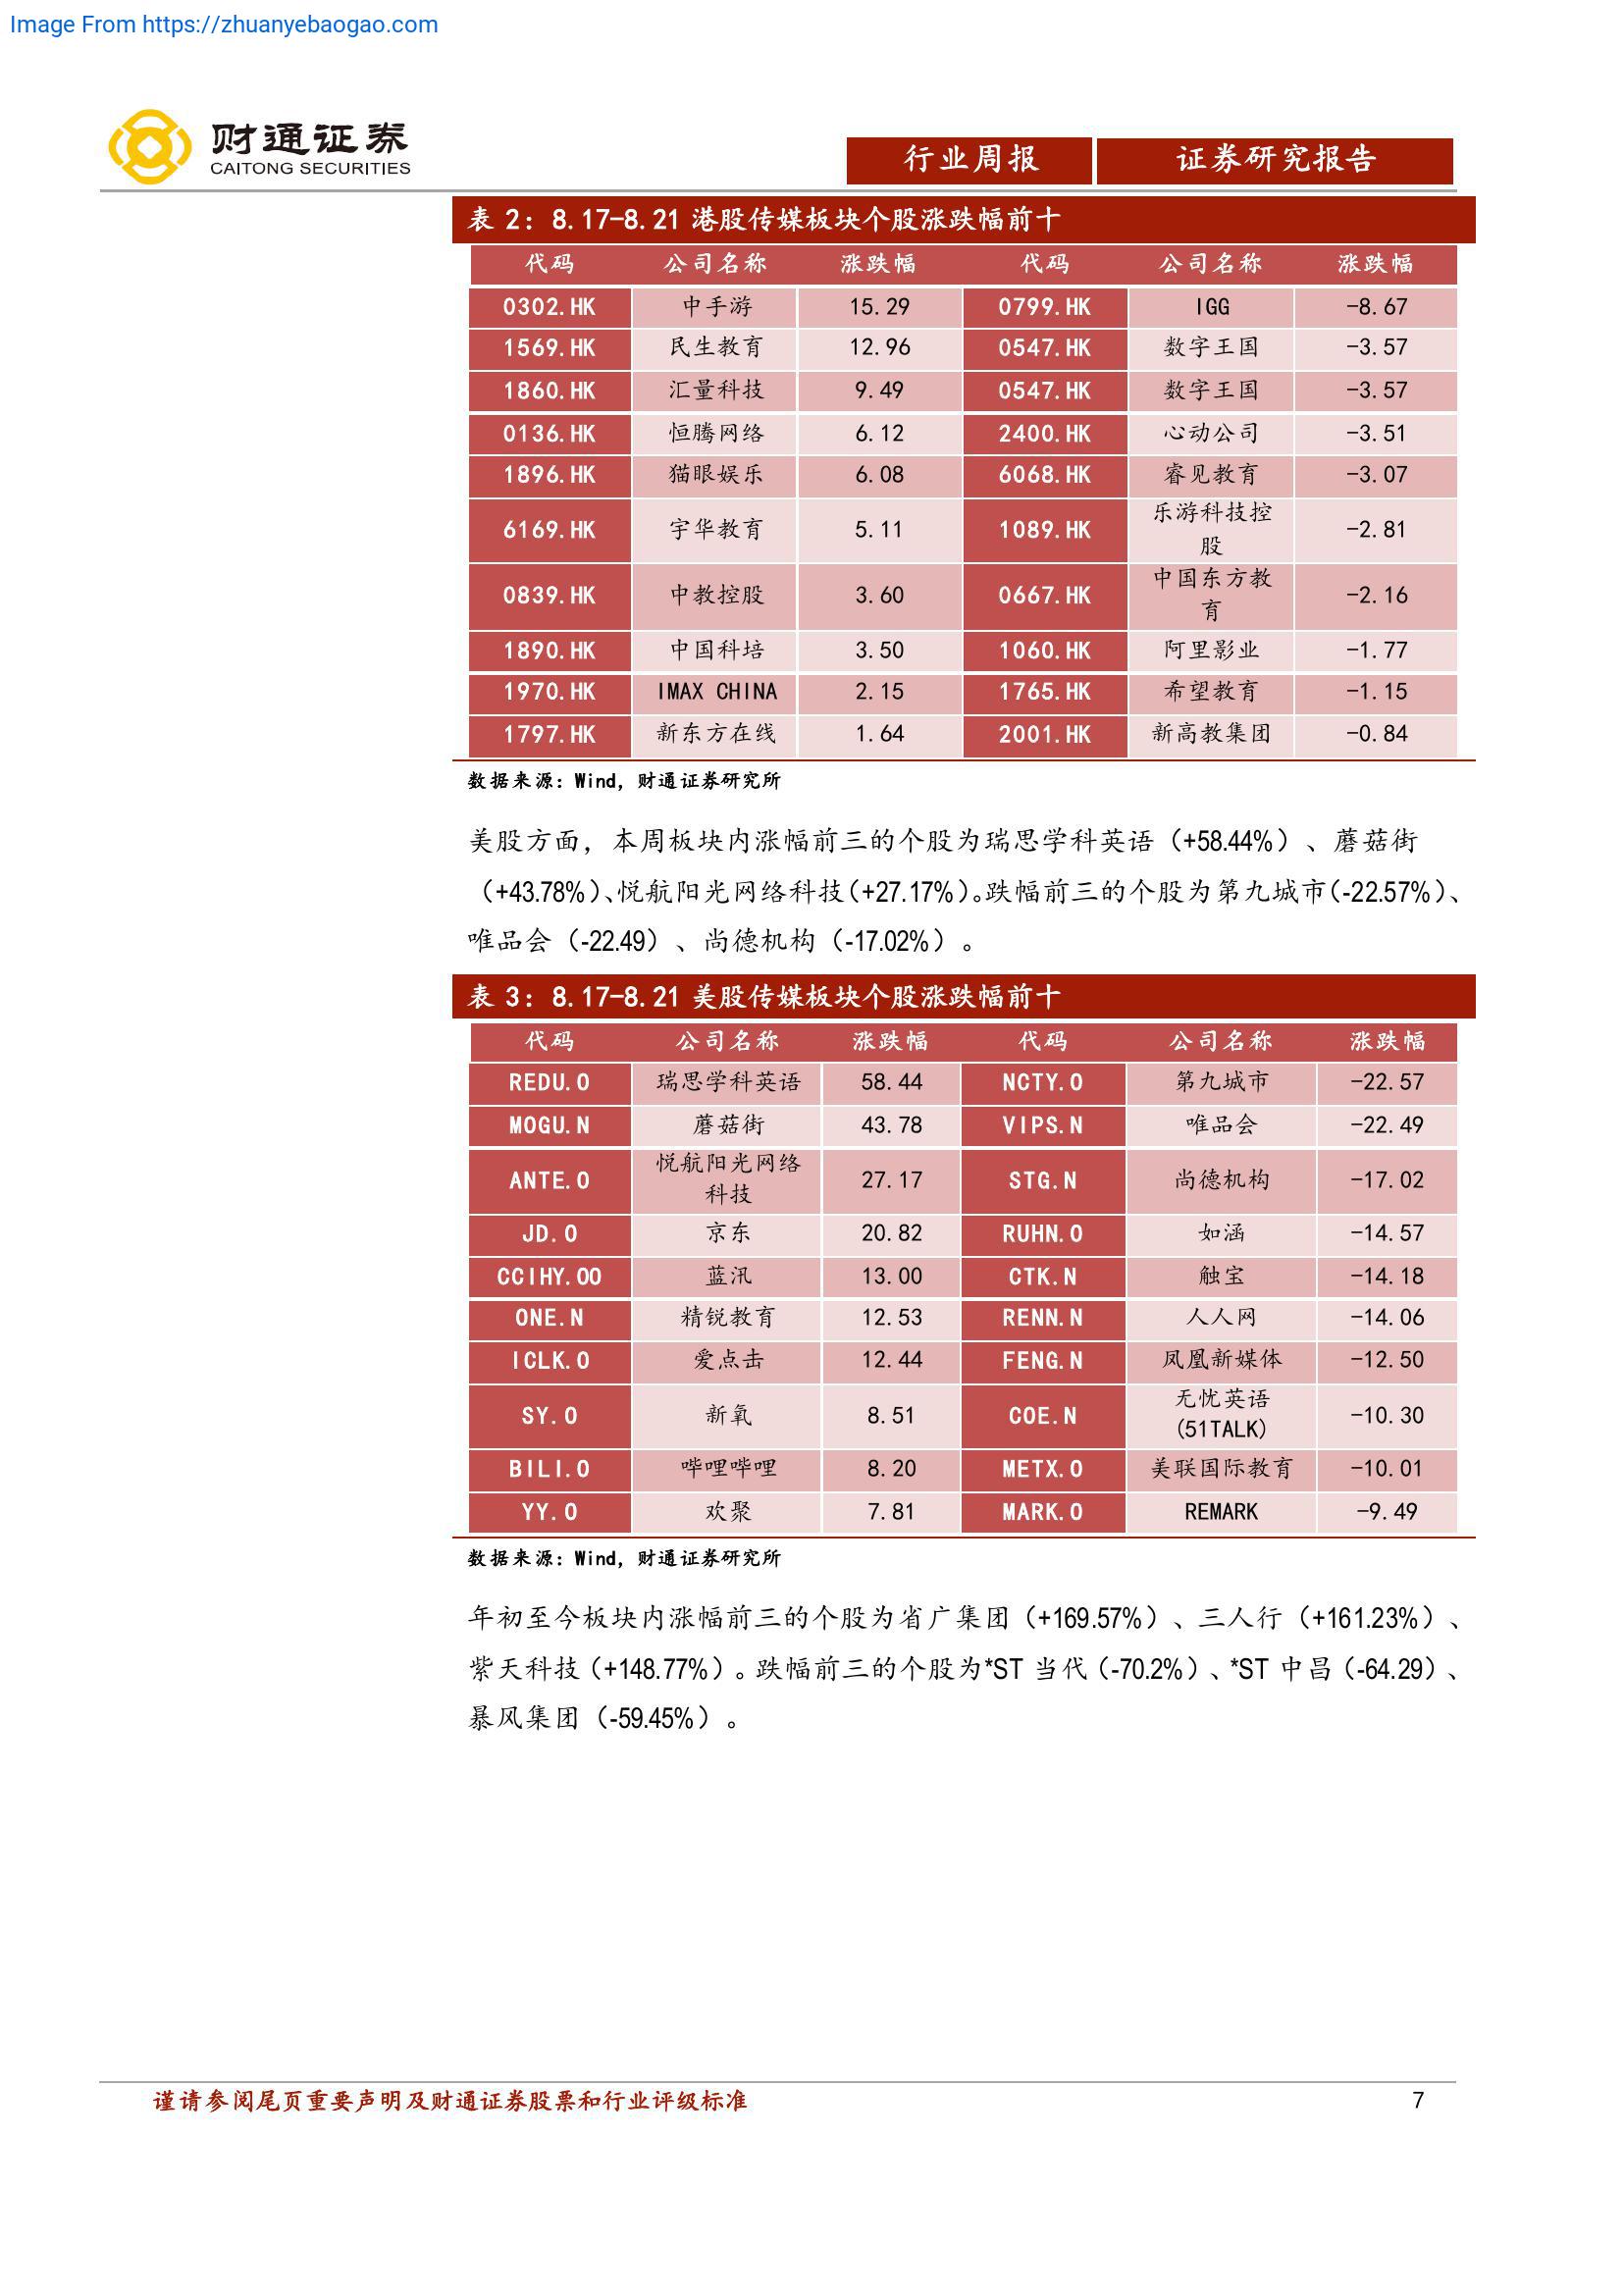 Image From https://zhuanyebaogao.com
财通证券
CAITONG SECURITIES
行业周报 证券研究报告
表 2：8.17-8.21 港股传媒板块个股涨跌幅前十
代码 公司名称 涨跌幅 代码 公司名称 涨跌幅
0302.HK 中手游 15.29 0799.HK IGG -8.67
1569.HK 民生教育 12.96 0547.HK 数字王国 -3.57
1860.HK 汇量科技 9.49 0547.HK 数字王国 -3.57
0136.HK 恒腾网络 6.12 2400.HK 心动公司 -3.51
1896.HK 猫眼娱乐 6.08 6068.HK 睿见教育 -3.07
6169.HK 宇华教育 5.11 1089.HK 乐游科技控
股 -2.81
0839.HK 中教控股 3.60 0667.HK 中国东方教
育 -2.16
1890.HK 中国科培 3.50 1060.HK 阿里影业 -1.77
1970.HK IMAX CHINA 2.15 1765.HK 希望教育 -1.15
1797.HK 新东方在线 1.64 2001.HK 新高教集团 -0.84
数据来源：Wind，财通证券研究所
美股方面，本周板块内涨幅前三的个股为瑞思学科英语（+58.44%）、蘑菇街
（+43.78%）、悦航阳光网络科技（+27.17%）。跌幅前三的个股为第九城市（-22.57%）、
唯品会（-22.49）、尚德机构（-17.02%）。
表 3：8.17-8.21 美股传媒板块个股涨跌幅前十
代码 公司名称 涨跌幅 代码 公司名称 涨跌幅
REDU.O 瑞思学科英语 58.44 NCTY.O 第九城市 -22.57
MOGU.N 蘑菇街 43.78 VIPS.N 唯品会 -22.49
ANTE.O 悦航阳光网络
科技 27.17 STG.N 尚德机构 -17.02
JD.O 京东 20.82 RUHN.O 如涵 -14.57
CCIHY.OO 蓝汛 13.00 CTK.N 触宝 -14.18
ONE.N 精锐教育 12.53 RENN.N 人人网 -14.06
ICLK.O 爱点击 12.44 FENG.N 凤凰新媒体 -12.50
SY.O 新氧 8.51 COE.N 无忧英语
(51TALK) -10.30
BILI.O 哔哩哔哩 8.20 METX.O 美联国际教育 -10.01
YY.O 欢聚 7.81 MARK.O REMARK -9.49
数据来源：Wind，财通证券研究所
年初至今板块内涨幅前三的个股为省广集团（+169.57%）、三人行（+161.23%）、
紫天科技（+148.77%）。跌幅前三的个股为*ST 当代（-70.2%）、*ST 中昌（-64.29）、
暴风集团（-59.45%）。
谨请参阅尾页重要声明及财通证券股票和行业评级标准 7